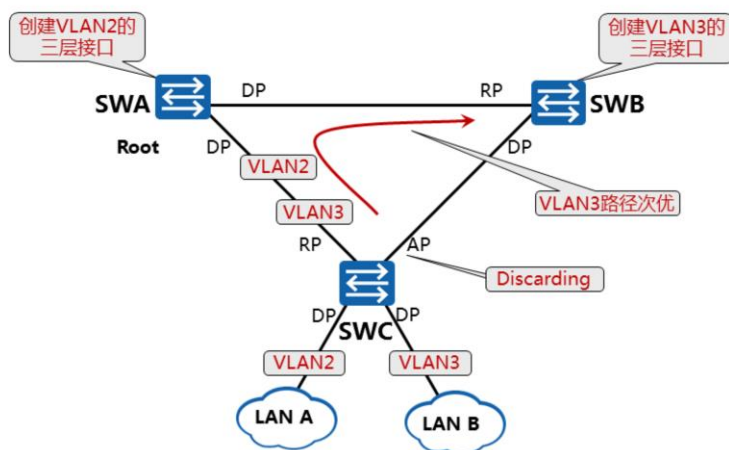 创建VLAN2的
三层接口
创建VLAN3的
三层接口
SWA
DP
RP
SWB
Root
DP
DP
VLAN2
VLAN3
VLAN3路径次优
RP
AP
Discarding
DP
SWC
DP
VLAN2
VLAN3
LAN A
LAN B